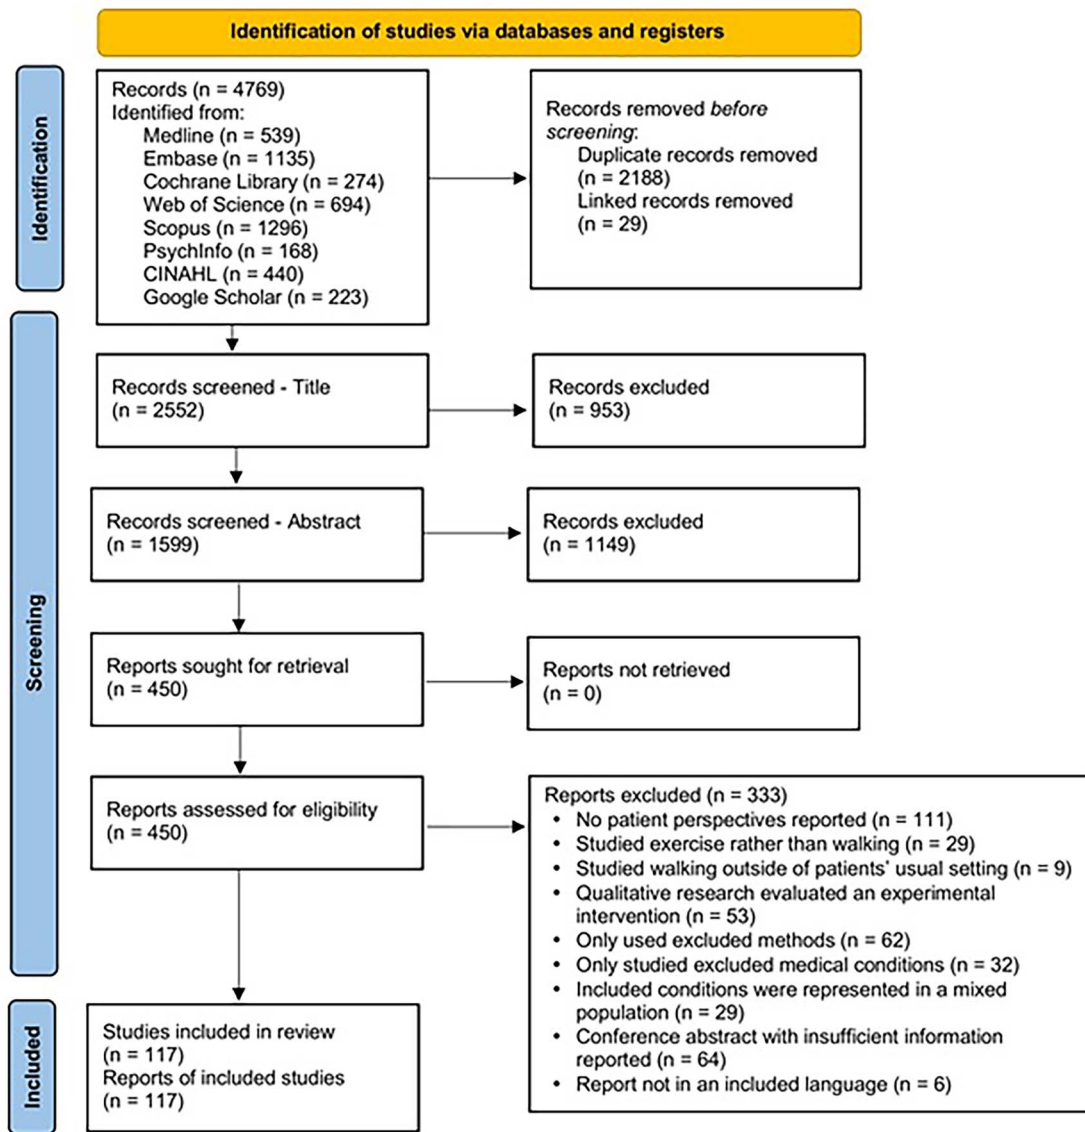 Identification of studies via databases and registers
Identification
Records (n = 4769)
Identified from:
Medline (n = 539)
Embase (n = 1135)
Cochrane Library (n = 274)
Web of Science (n = 694)
Scopus (n = 1296)
PsychInfo (n = 168)
CINAHL (n = 440)
Google Scholar (n = 223)
Records removed before
screening:
Duplicate records removed
(n = 2188)
Linked records removed
(n = 29)
Screening
Records screened - Title
(n = 2552)
Records excluded
(n = 953)
Records screened - Abstract
(n = 1599)
Records excluded
(n = 1149)
Reports sought for retrieval
(n = 450)
Reports not retrieved
(n = 0)
Reports assessed for eligibility
(n = 450)
Reports excluded (n = 333)
• No patient perspectives reported (n = 111)
• Studied exercise rather than walking (n = 29)
• Studied walking outside of patients' usual setting (n = 9)
• Qualitative research evaluated an experimental
intervention (n = 53)
• Only used excluded methods (n = 62)
• Only studied excluded medical conditions (n = 32)
• Included conditions were represented in a mixed
population (n = 29)
• Conference abstract with insufficient information
reported (n = 64)
• Report not in an included language (n = 6)
Included
Studies included in review
(n = 117)
Reports of included studies
(n = 117)